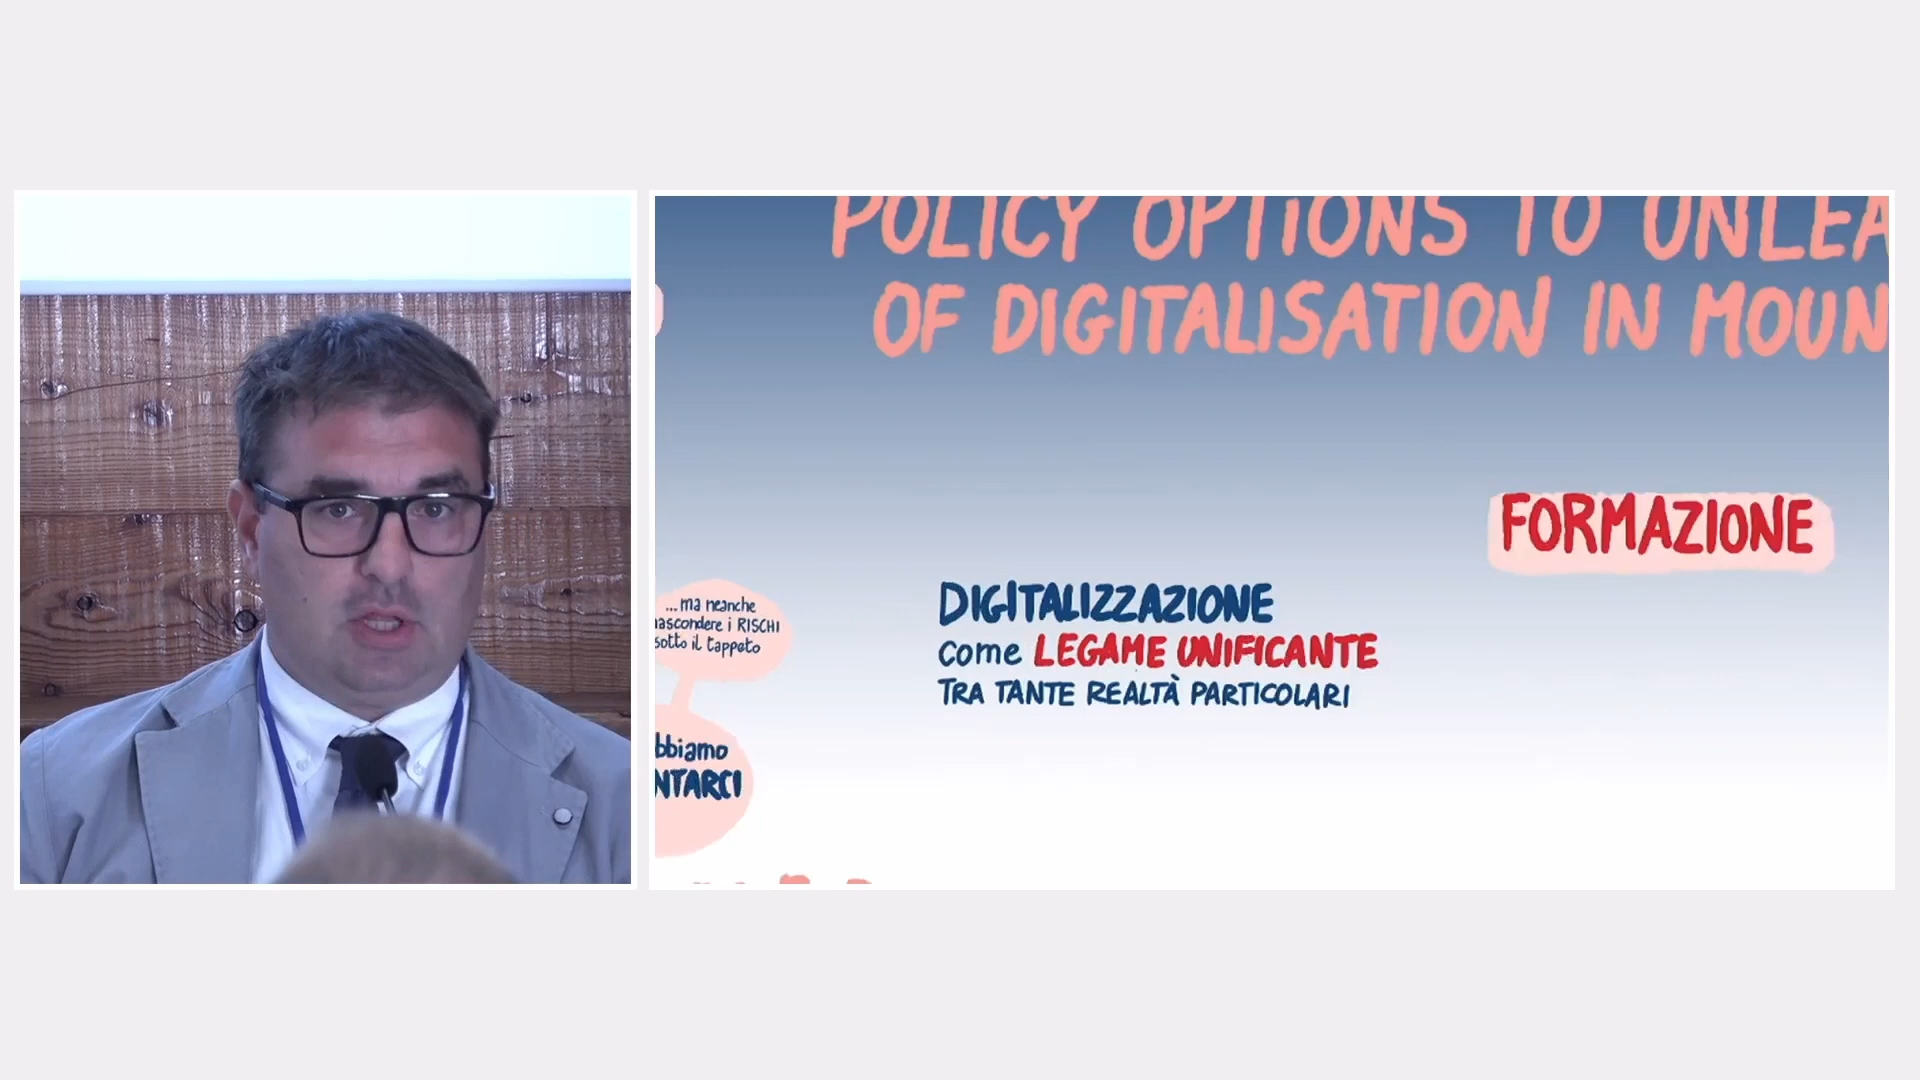 POLICY OPTIONS TO UNLEA
OF DIGITALISATION IN MOUN
FORMAZIONE
...ma neanche
nascondere i RISCHI
sotto il tappeto
DIGITALIZZAZIONE
come LEGAME UNIFICANTE
TRA TANTE REALTÀ PARTICOLARI
bbiamo
NTARCI